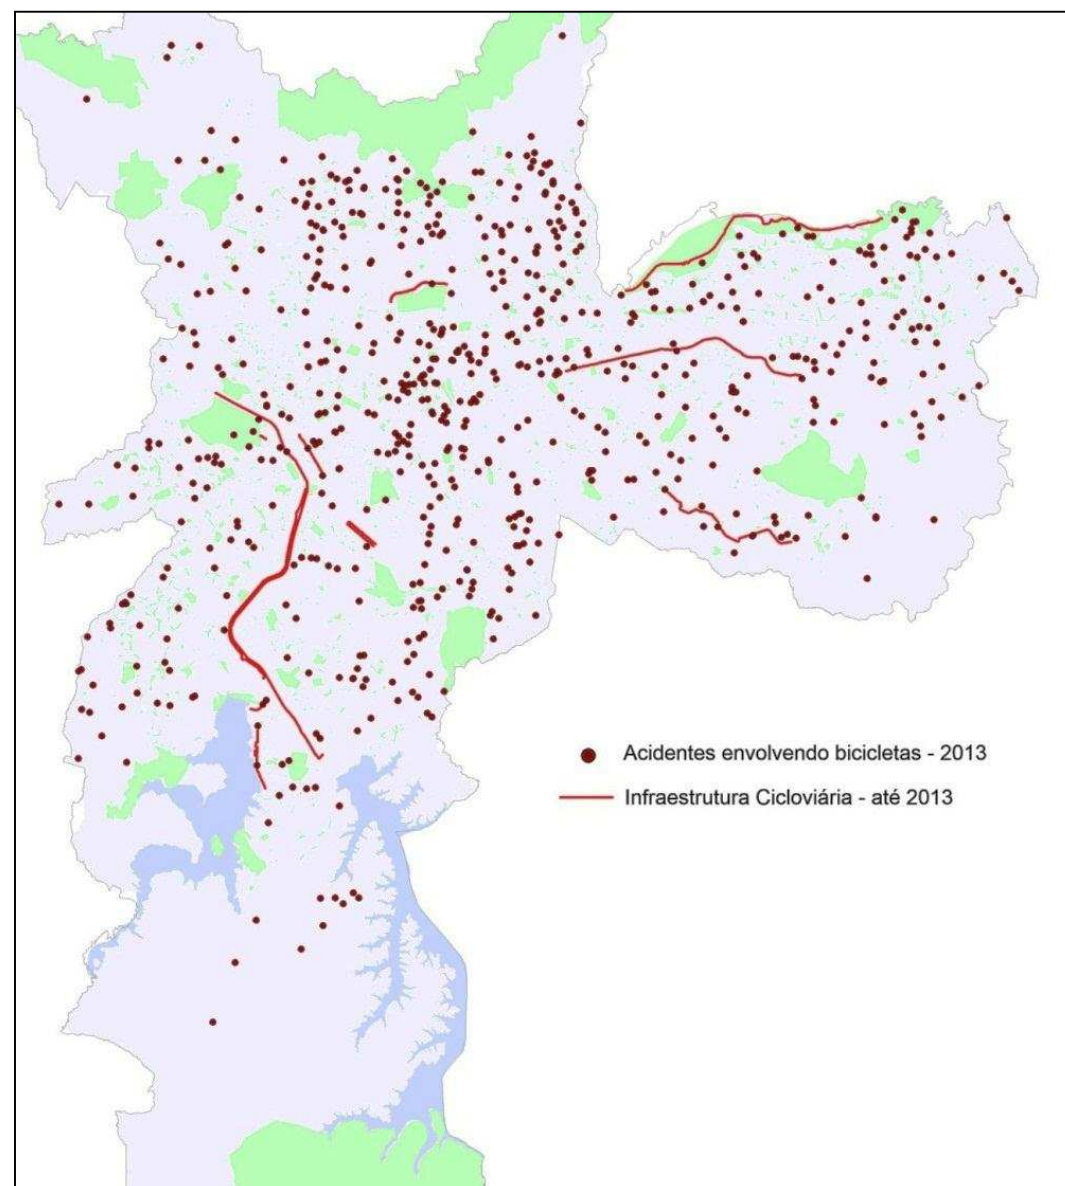 Acidentes envolvendo bicicletas - 2013
Infraestrutura Cicloviária - até 2013